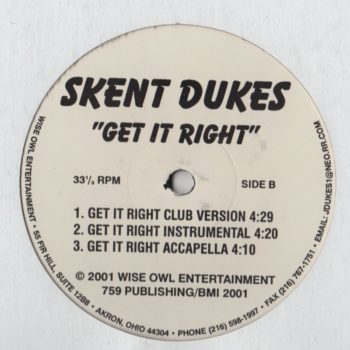 SKENT DUKES
"GET IT RIGHT"
33⅓ RPM
SIDE B
1. GET IT RIGHT CLUB VERSION 4:29
2. GET IT RIGHT INSTRUMENTAL 4:20
3. GET IT RIGHT ACCAPELLA 4:10
© 2001 WISE OWL ENTERTAINMENT
759 PUBLISHING/BMI 2001
WISE OWL ENTERTAINMENT • 55 FIR HILL, SUITE 12B8 • AKRON, OHIO 44304 • PHONE (216) 598-1997 • FAX (216) 767-1751 • EMAIL: JDUKES1@NEO.RR.COM